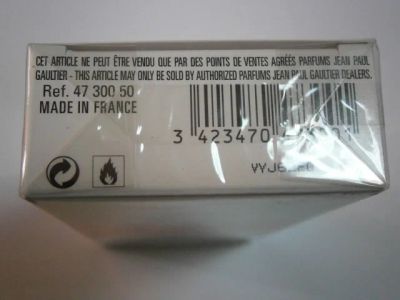 CET ARTICLE NE PEUT ÊTRE VENDU QUE PAR DES POINTS DE VENTES AGRÉÉS PARFUMS JEAN PAUL
GAULTIER - THIS ARTICLE MAY ONLY BE SOLD BY AUTHORIZED PARFUMS JEAN PAUL GAULTIER DEALERS.
Ref. 47 300 50
MADE IN FRANCE
3 423470